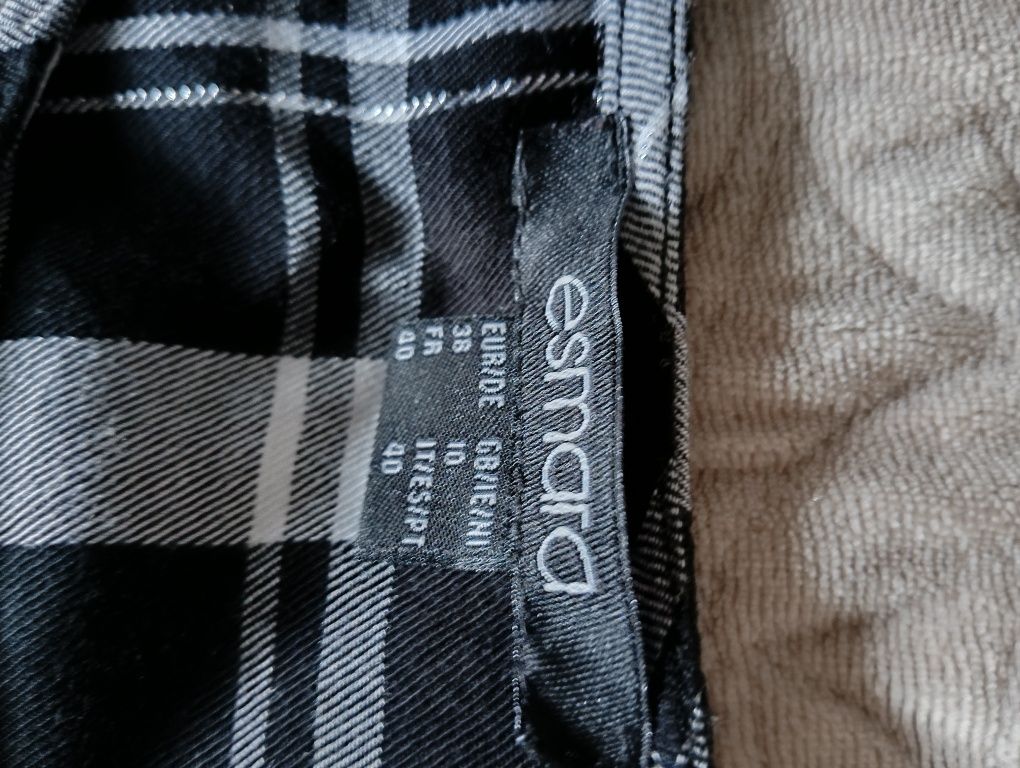 esmara
EUR/DE GB/IE/NI
38 10
FR IT/ES/PT
40 40